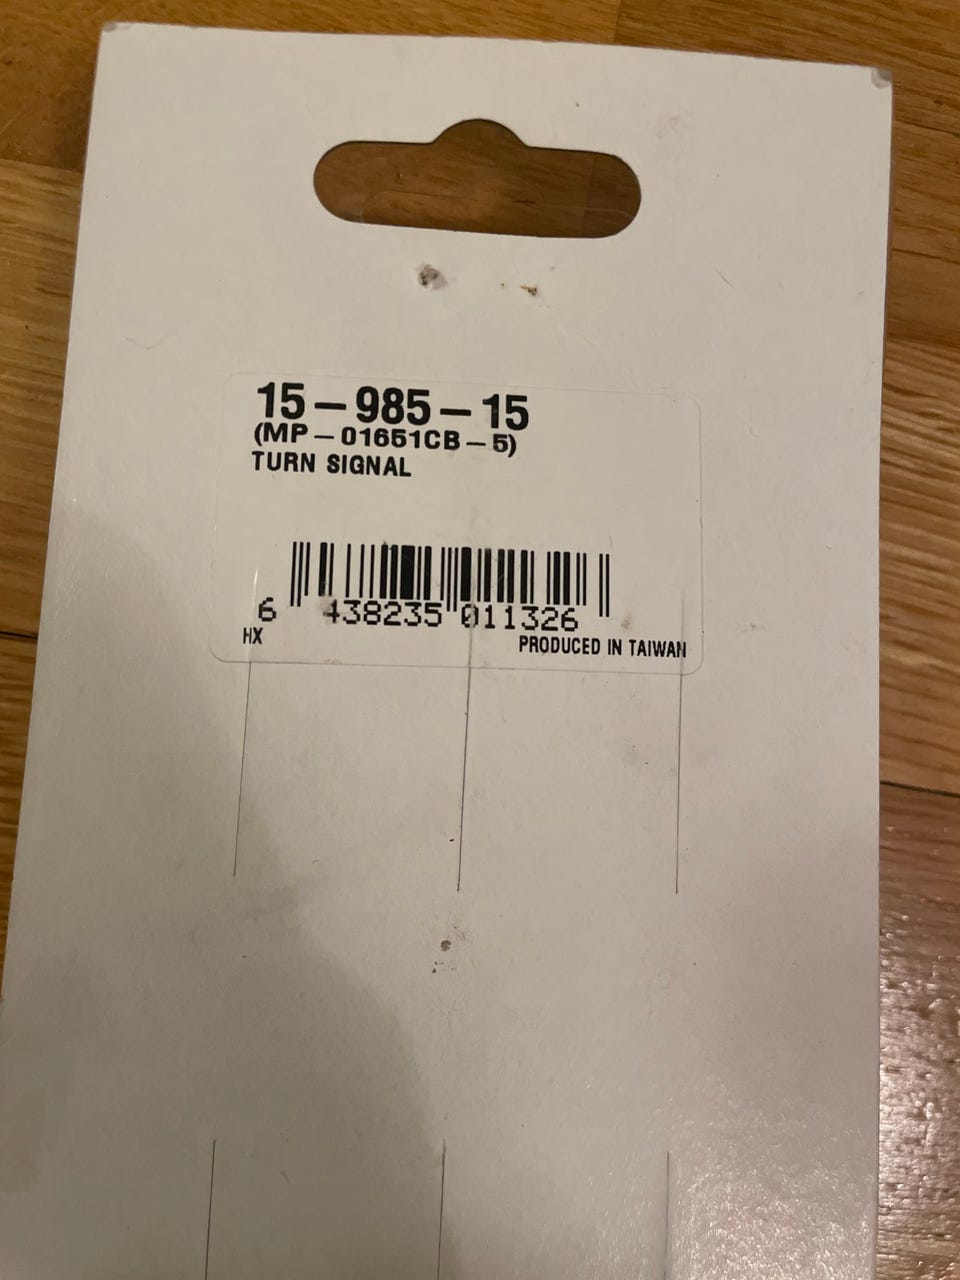 15-985-15
(MP-01651CB-5)
TURN SIGNAL
6 438235 011326
HX
PRODUCED IN TAIWAN